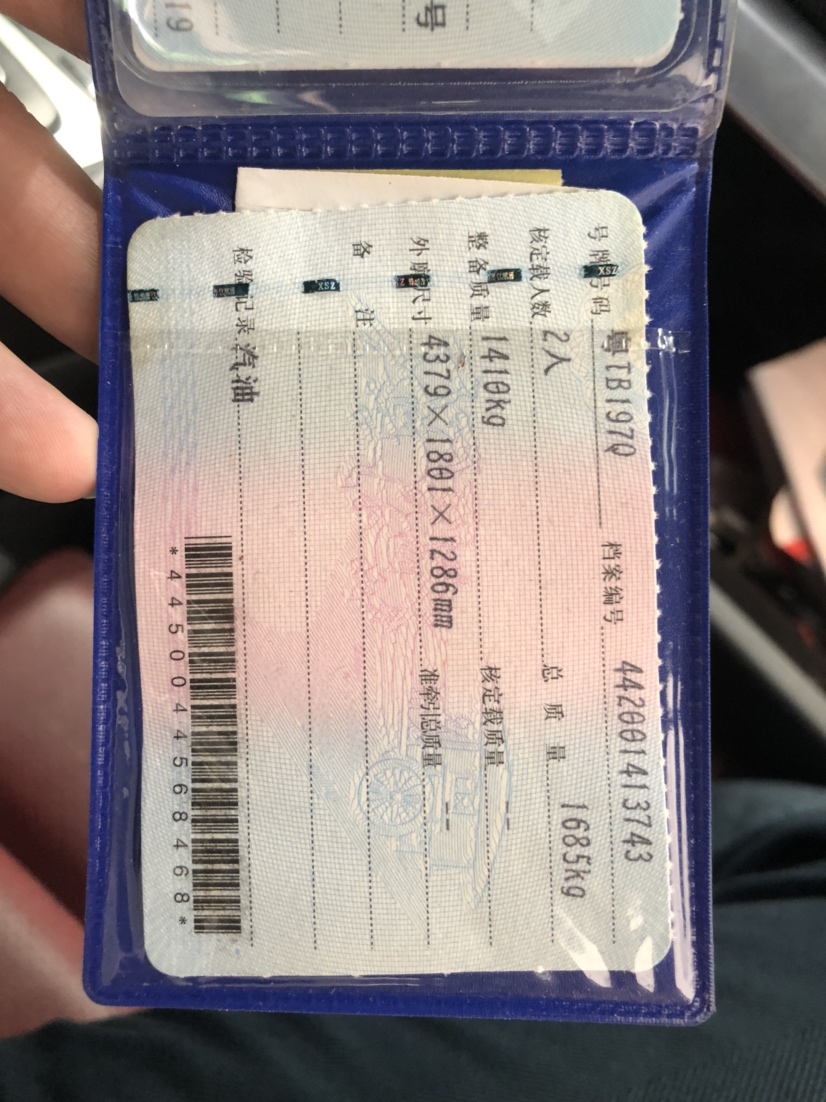 号
19
号牌号码 粤TB197Q 档案编号 442001413743
核定载人数 2人 总质量 1685kg
整备质量 1410kg 核定载质量 --
外廓尺寸 4379×1801×1286mm 准牵引总质量 --
备注
检验记录 汽油
*4450044568468*